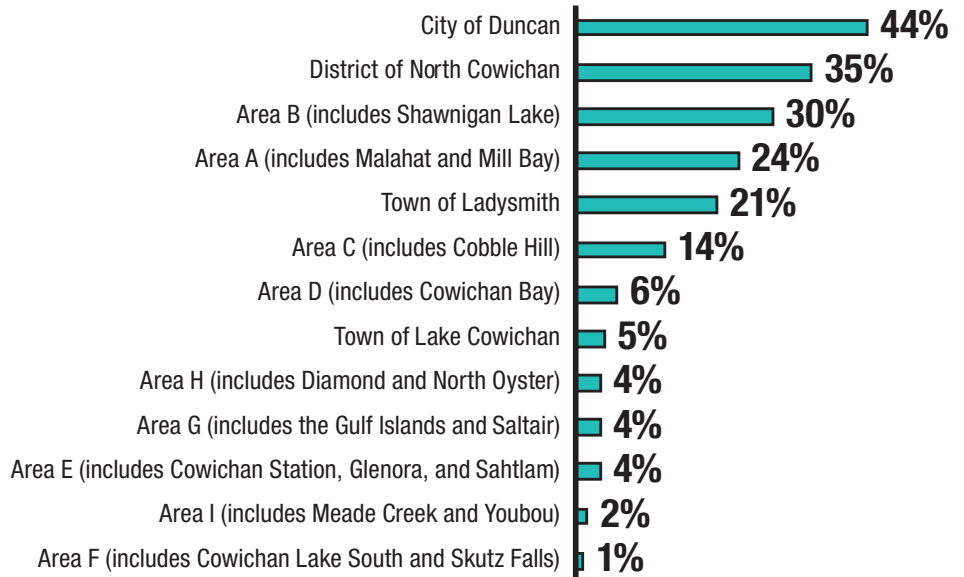 City of Duncan 44%
District of North Cowichan 35%
Area B (includes Shawnigan Lake) 30%
Area A (includes Malahat and Mill Bay) 24%
Town of Ladysmith 21%
Area C (includes Cobble Hill) 14%
Area D (includes Cowichan Bay) 6%
Town of Lake Cowichan 5%
Area H (includes Diamond and North Oyster) 4%
Area G (includes the Gulf Islands and Saltair) 4%
Area E (includes Cowichan Station, Glenora, and Sahtlam) 4%
Area I (includes Meade Creek and Youbou) 2%
Area F (includes Cowichan Lake South and Skutz Falls) 1%